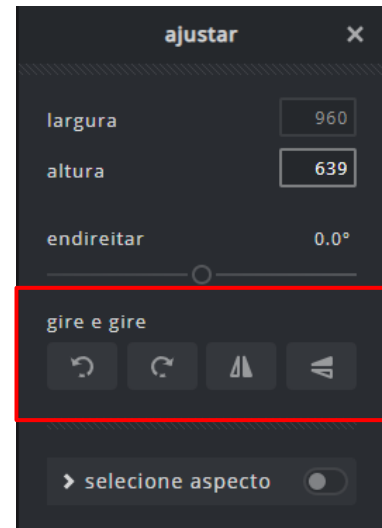 ajustar
largura 960
altura 639
endireitar 0.0°
gire e gire
selecione aspecto